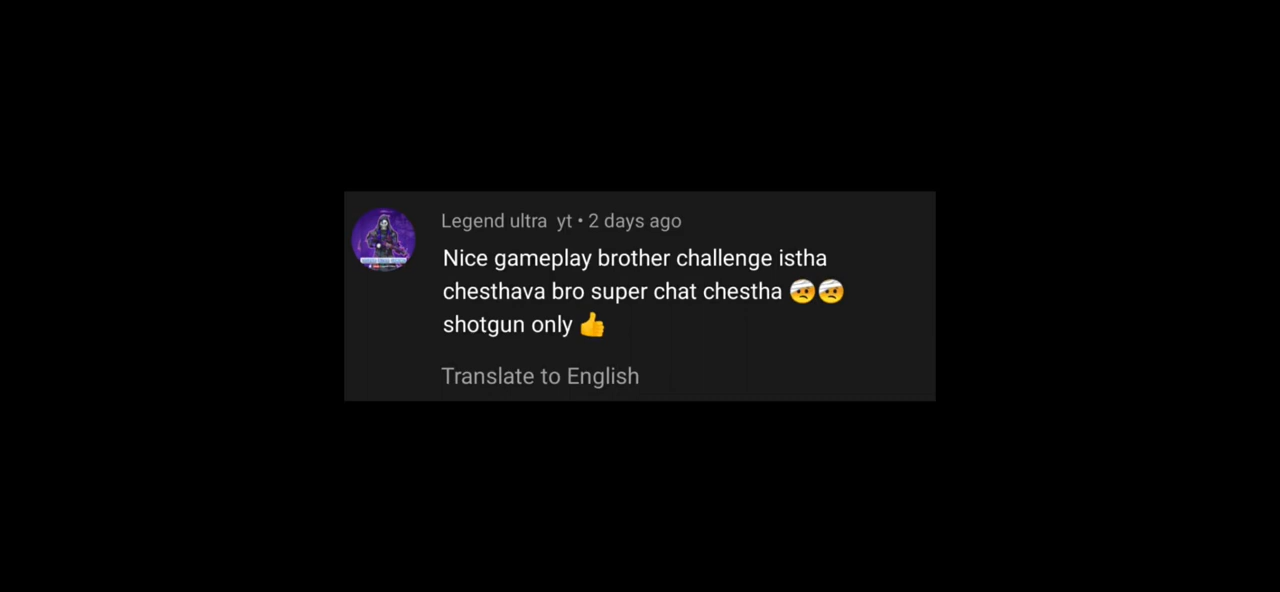 Legend ultra yt • 2 days ago
Nice gameplay brother challenge istha
chesthava bro super chat chestha 🤕🤕
shotgun only 👍
Translate to English